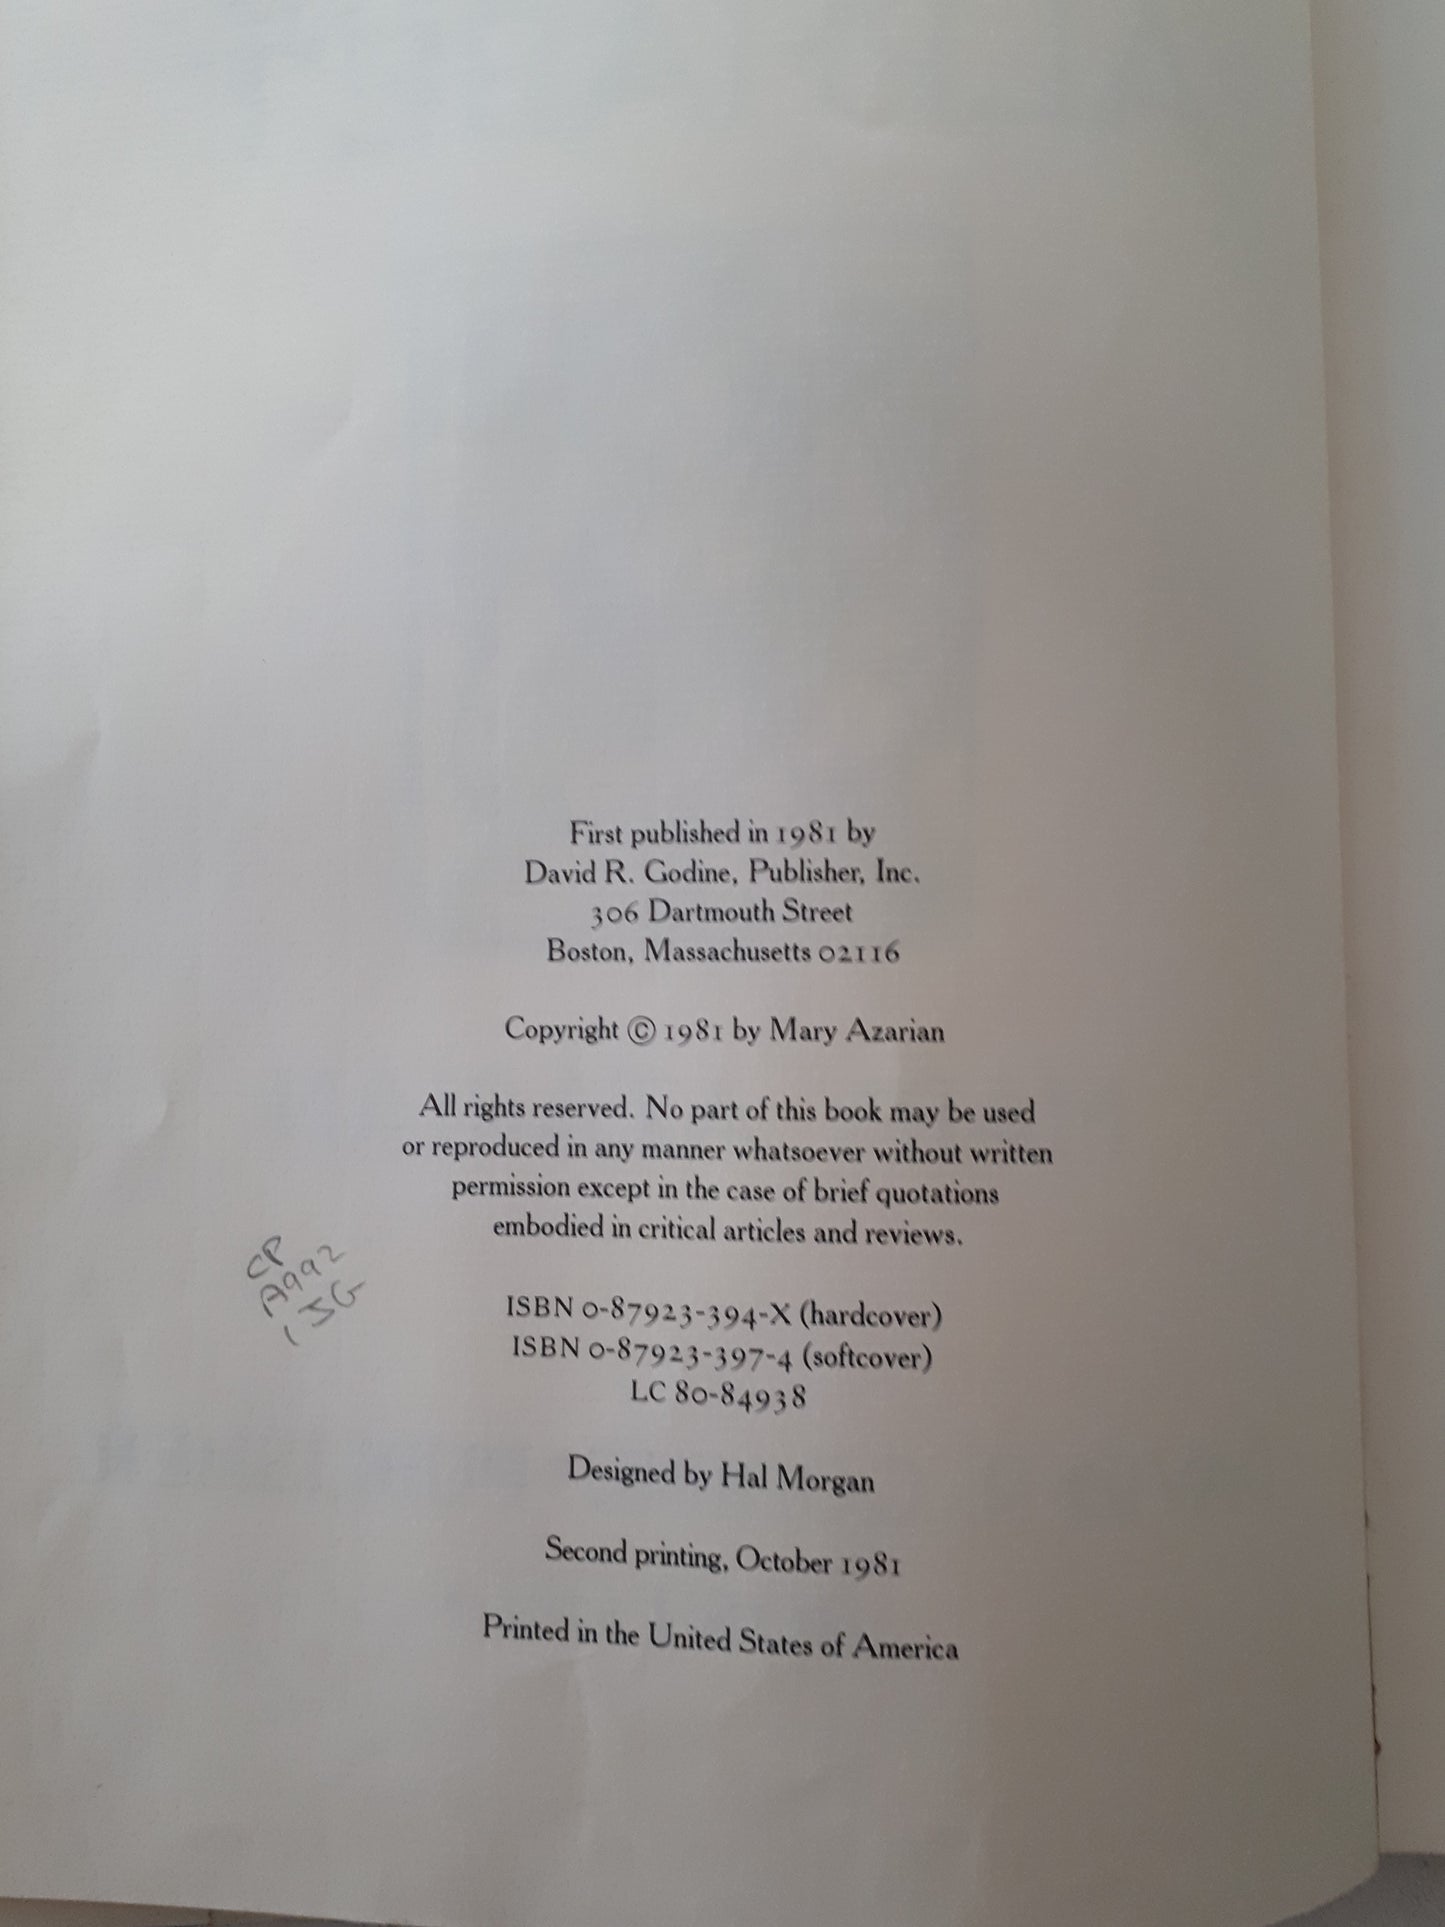 First published in 1981 by
David R. Godine, Publisher, Inc.
306 Dartmouth Street
Boston, Massachusetts 02116
Copyright © 1981 by Mary Azarian
All rights reserved. No part of this book may be used
or reproduced in any manner whatsoever without written
permission except in the case of brief quotations
embodied in critical articles and reviews.
CP
A992
ISBN 0-87923-394-X (hardcover)
ISBN 0-87923-397-4 (softcover)
LC 80-84938
Designed by Hal Morgan
Second printing, October 1981
Printed in the United States of America